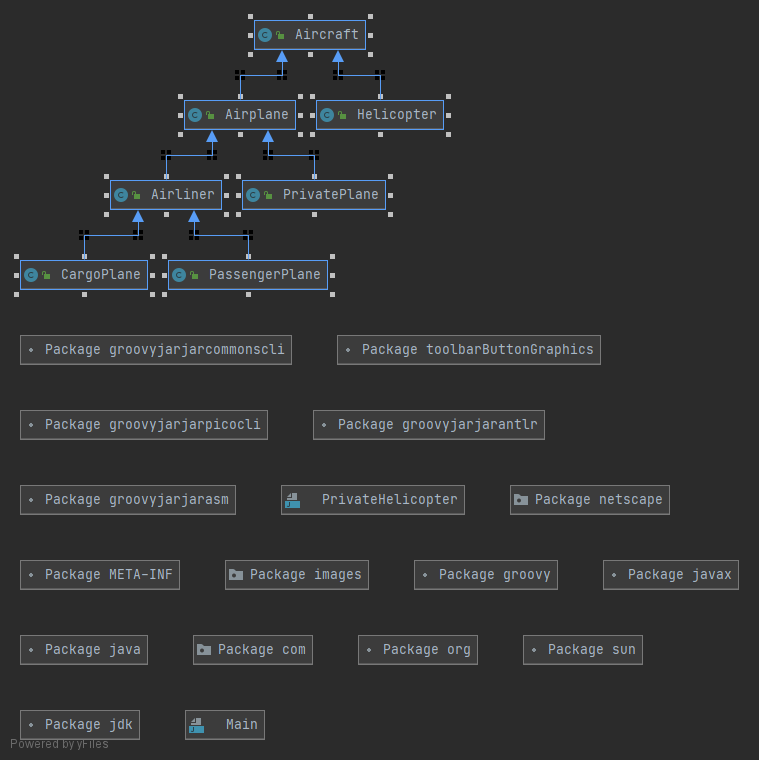 Aircraft
Airplane Helicopter
Airliner PrivatePlane
CargoPlane PassengerPlane
Package groovyjarjarcommonscli Package toolbarButtonGraphics
Package groovyjarjarpicocli Package groovyjarjarantlr
Package groovyjarjarasm PrivateHelicopter Package netscape
Package META-INF Package images Package groovy Package javax
Package java Package com Package org Package sun
Package jdk Main
Powered by yFiles